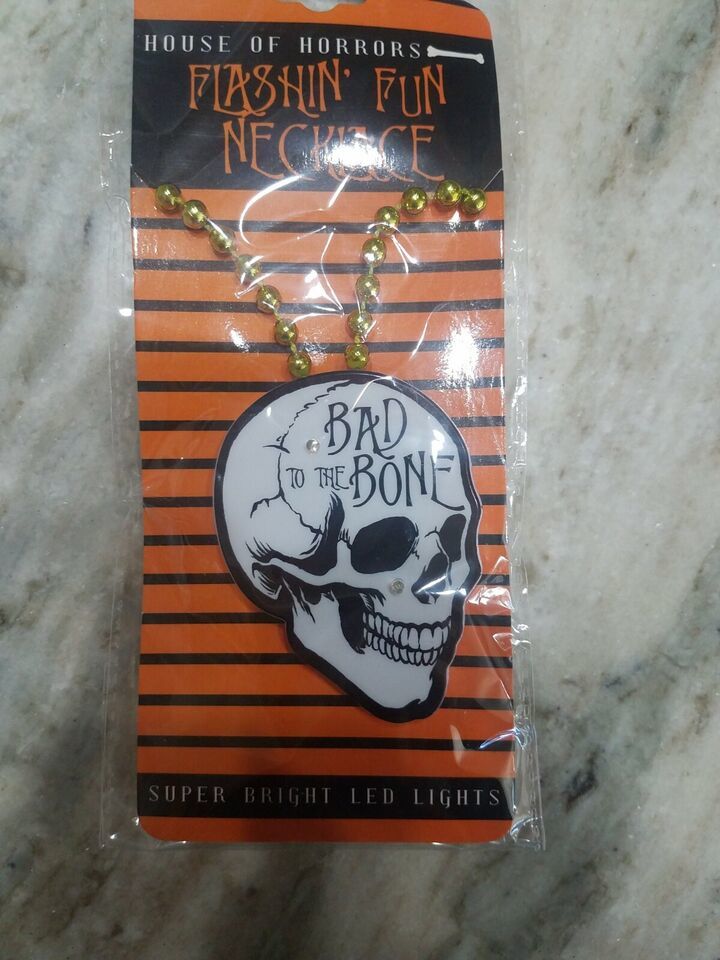 HOUSE OF HORRORS
FLASHIN' FUN
NECKLACE
BAD
TO THE BONE
SUPER BRIGHT LED LIGHTS